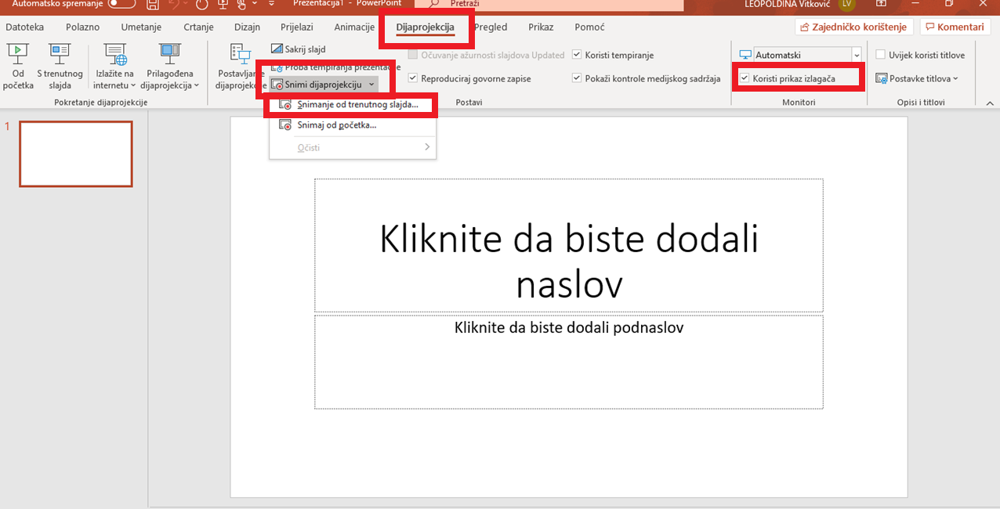 Automatsko spremanje
Prezentacija1 - PowerPoint
Pretraži
LEOPOLDINA Vitković
LV
Datoteka
Polazno
Umetanje
Crtanje
Dizajn
Prijelazi
Animacije
Dijaprojekcija
Pregled
Prikaz
Pomoć
Zajedničko korištenje
Komentari
Od početka
S trenutnog slajda
Izlažite na internetu
Prilagođena dijaprojekcija
Pokretanje dijaprojekcije
Postavljanje dijaprojekcije
Sakrij slajd
Proba tempiranja prezentacije
Snimi dijaprojekciju
Očuvanje ažurnosti slajdova Updated
Koristi tempiranje
Reproduciraj govorne zapise
Pokaži kontrole medijskog sadržaja
Postavi
Automatski
Koristi prikaz izlagača
Monitori
Uvijek koristi titlove
Postavke titlova
Opisi i titlovi
Snimanje od trenutnog slajda...
Snimaj od početka...
Očisti
1
Kliknite da biste dodali
naslov
Kliknite da biste dodali podnaslov